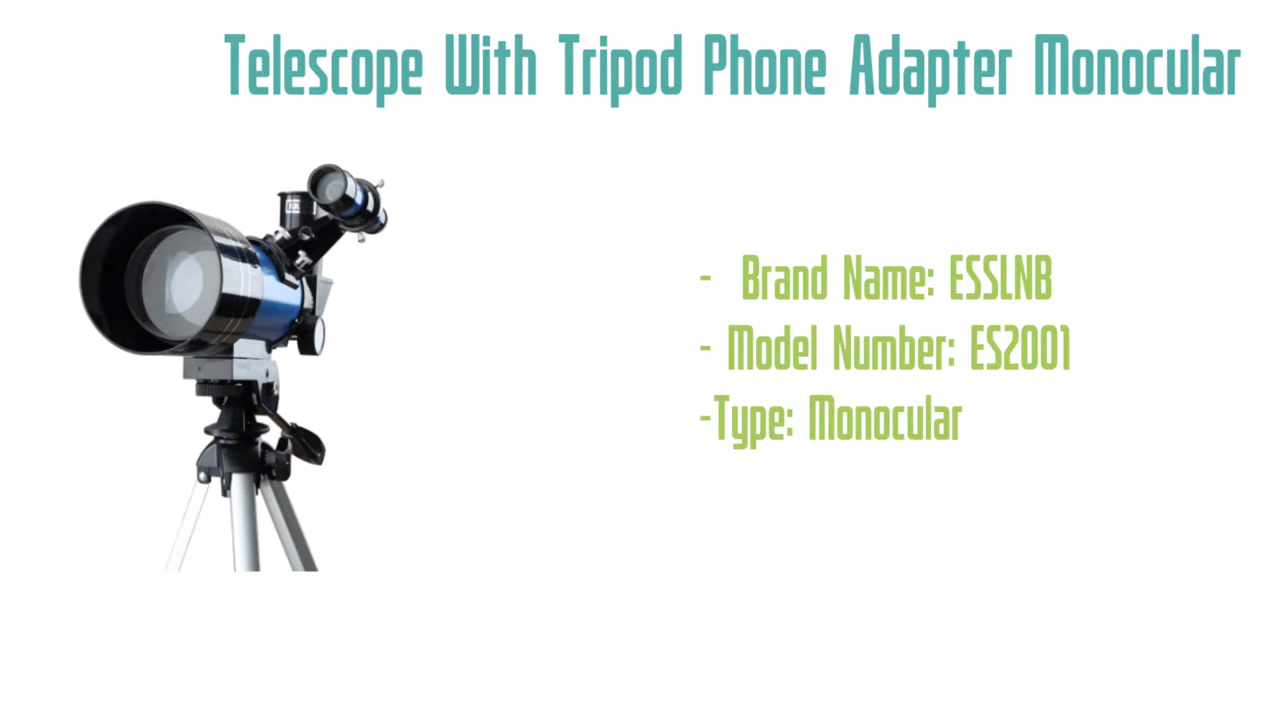 Telescope With Tripod Phone Adapter Monocular
-  Brand Name: ESSLNB
- Model Number: ES2001
-Type: Monocular